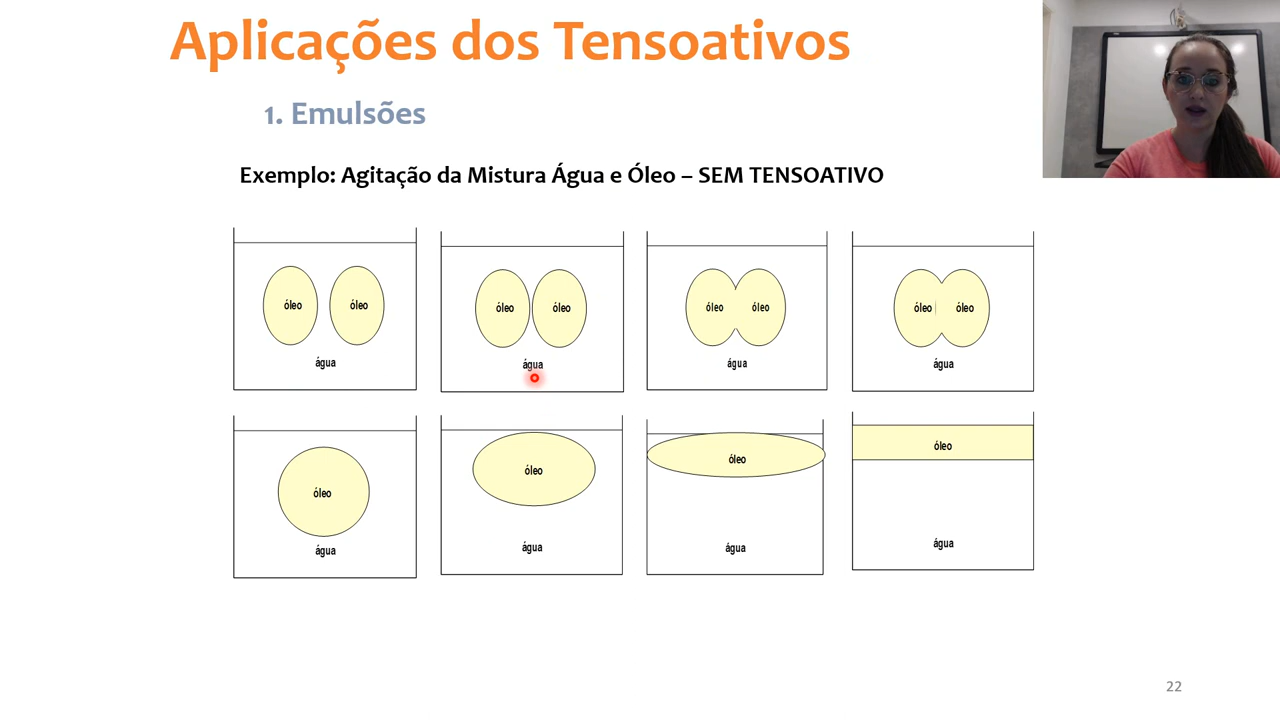 Aplicações dos Tensoativos
1. Emulsões
Exemplo: Agitação da Mistura Água e Óleo – SEM TENSOATIVO
óleo óleo
água
óleo óleo
água
óleo óleo
água
óleo óleo
água
óleo
água
óleo
água
óleo
água
óleo
água
22